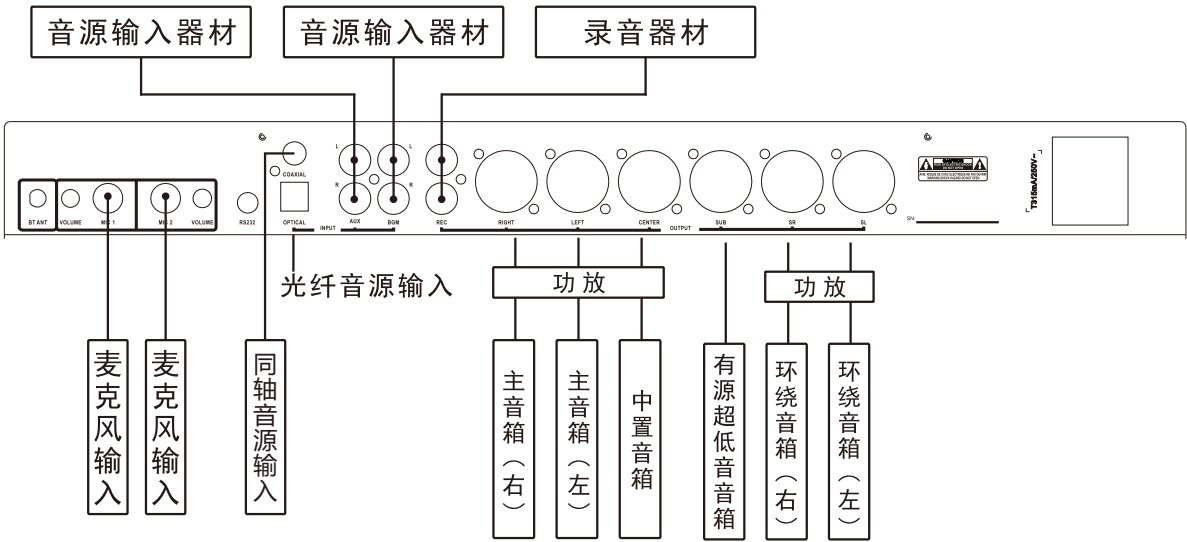 音源输入器材
音源输入器材
录音器材
L
L
COAXIAL
R
R
BT ANT
VOLUME
MIC 1
MIC 2
VOLUME
RS232
OPTICAL
INPUT
AUX
BGM
REC
RIGHT
LEFT
CENTER
OUTPUT
SUB
SR
SL
SN:
T315mA/250V~
光纤音源输入
功放
功放
麦克风输入
麦克风输入
同轴音源输入
主音箱（右）
主音箱（左）
中置音箱
有源超低音音箱
环绕音箱（右）
环绕音箱（左）